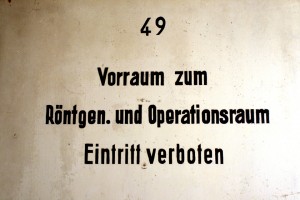 49
Vorraum zum
Röntgen. und Operationsraum
Eintritt verboten